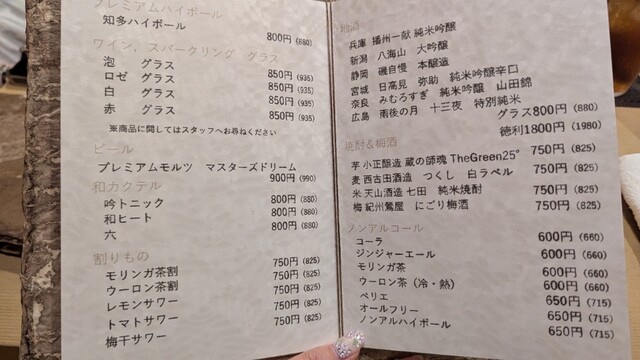 プレミアムハイボール
知多ハイボール
800円 (880)
ワイン、スパークリング グラス
泡 グラス 850円 (935)
ロゼ グラス 850円 (935)
白 グラス 850円 (935)
赤 グラス 850円 (935)
※商品に関してはスタッフへお尋ねください
ビール
プレミアムモルツ マスターズドリーム
900円 (990)
和カクテル
吟トニック 800円 (880)
和ヒート 800円 (880)
六 800円 (880)
割りもの
モリンガ茶割 750円 (825)
ウーロン茶割 750円 (825)
レモンサワー 750円 (825)
トマトサワー 750円 (825)
梅干サワー 750円 (825)
地酒
兵庫 播州一献 純米吟醸
新潟 八海山 大吟醸
静岡 磯自慢 本醸造
宮城 日高見 弥助 純米吟醸辛口
奈良 みむろすぎ 純米吟醸 山田錦
広島 雨後の月 十三夜 特別純米
グラス800円 (880)
徳利1800円 (1980)
焼酎&梅酒
芋 小正醸造 蔵の師魂 TheGreen25° 750円 (825)
麦 西吉田酒造 つくし 白ラベル 750円 (825)
米 天山酒造 七田 純米焼酎 750円 (825)
梅 紀州鶯屋 にごり梅酒 750円 (825)
ノンアルコール
コーラ 600円 (660)
ジンジャーエール 600円 (660)
モリンガ茶 600円 (660)
ウーロン茶 (冷・熱) 600円 (660)
ペリエ 650円 (715)
オールフリー 650円 (715)
ノンアルハイボール 650円 (715)